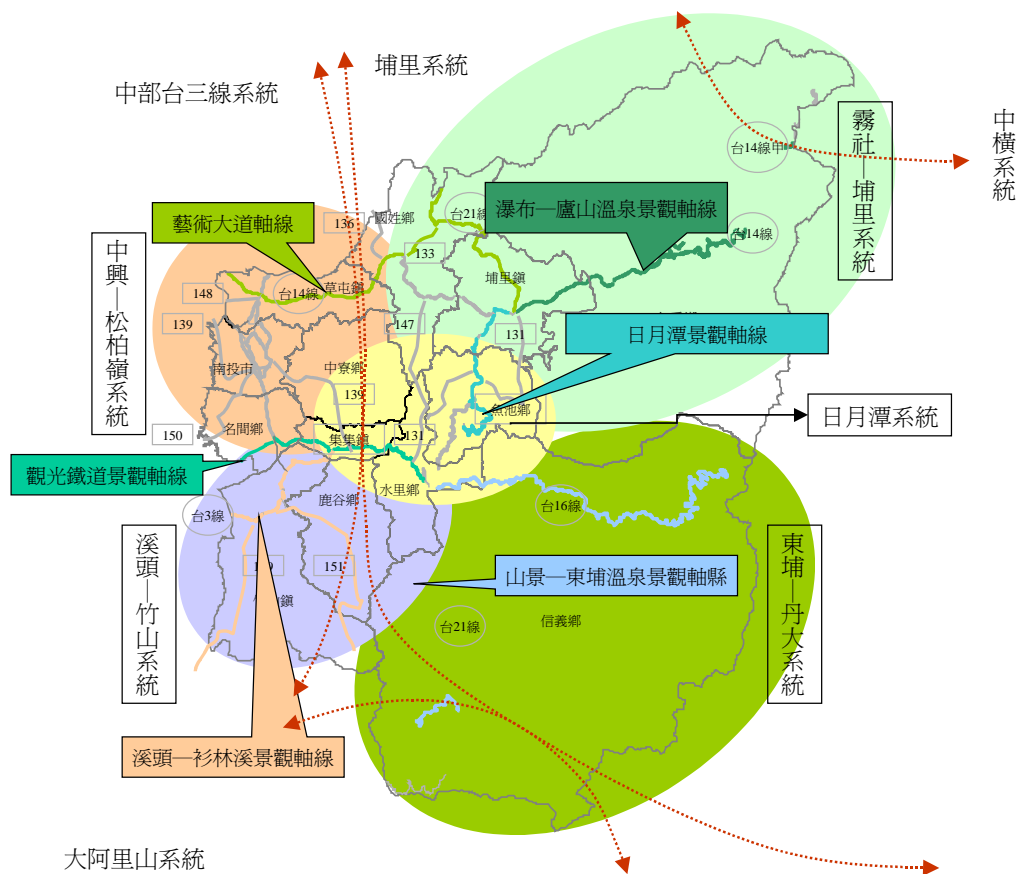 埔里系統
中部台三線系統
霧社—埔里系統
中橫系統
台14線甲
國姓鄉
台21線
瀑布—廬山溫泉景觀軸線
藝術大道軸線
136
台14線
133
中興—松柏嶺系統
埔里鎮
148
台14線
草屯鎮
139
147
131
日月潭景觀軸線
南投市
中寮鄉
139
魚池鄉
日月潭系統
名間鄉
150
集集鎮
131
觀光鐵道景觀軸線
水里鄉
鹿谷鄉
台16線
台3線
溪頭—竹山系統
東埔—丹大系統
151
山景—東埔溫泉景觀軸縣
鎮
台21線
信義鄉
溪頭—衫林溪景觀軸線
大阿里山系統